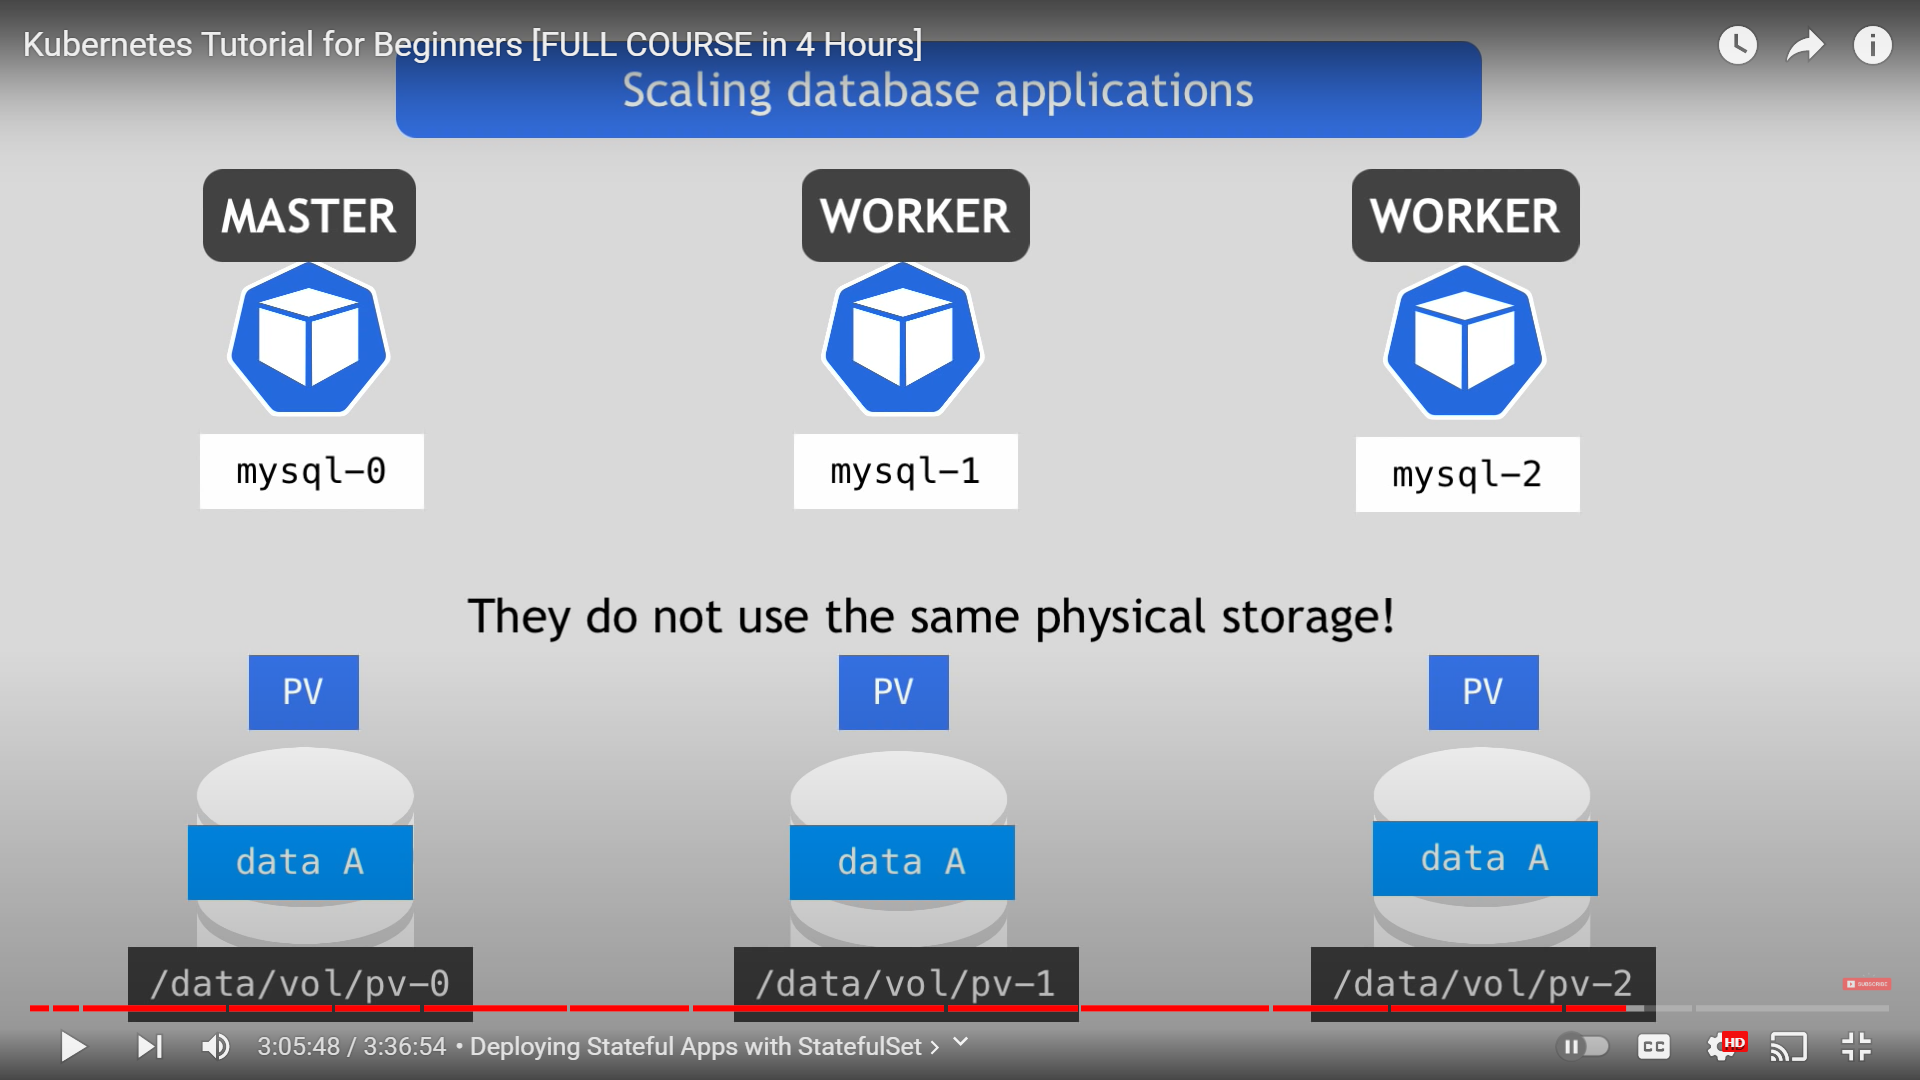 Kubernetes Tutorial for Beginners [FULL COURSE in 4 Hours]
Scaling database applications
MASTER
WORKER
WORKER
mysql-0
mysql-1
mysql-2
They do not use the same physical storage!
PV
PV
PV
data A
data A
data A
/data/vol/pv-0
/data/vol/pv-1
/data/vol/pv-2
SUBSCRIBE
3:05:48 / 3:36:54 • Deploying Stateful Apps with StatefulSet
CC
HD